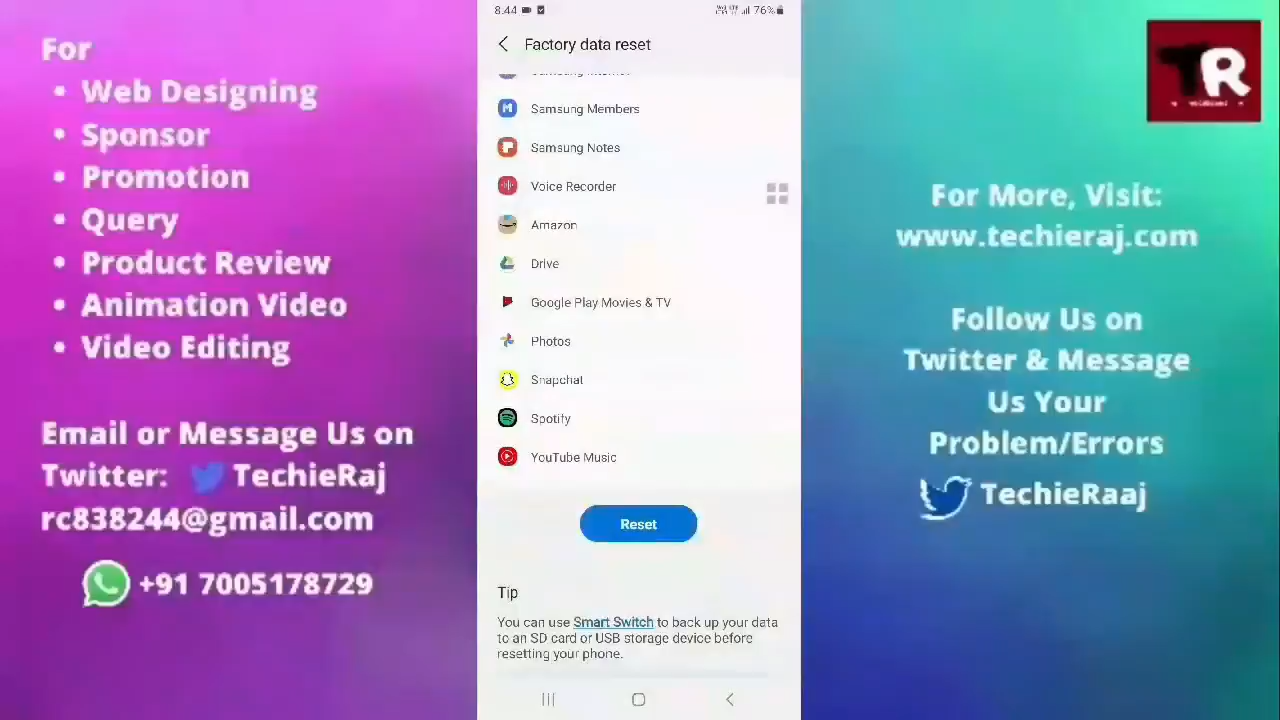 For
• Web Designing
• Sponsor
• Promotion
• Query
• Product Review
• Animation Video
• Video Editing
Email or Message Us on
Twitter: TechieRaj
rc838244@gmail.com
+91 7005178729
8:44
76%
Factory data reset
Samsung Internet
Samsung Members
Samsung Notes
Voice Recorder
Amazon
Drive
Google Play Movies & TV
Photos
Snapchat
Spotify
YouTube Music
Reset
Tip
You can use Smart Switch to back up your data
to an SD card or USB storage device before
resetting your phone.
TR
For More, Visit:
www.techieraj.com
Follow Us on
Twitter & Message
Us Your
Problem/Errors
TechieRaaj